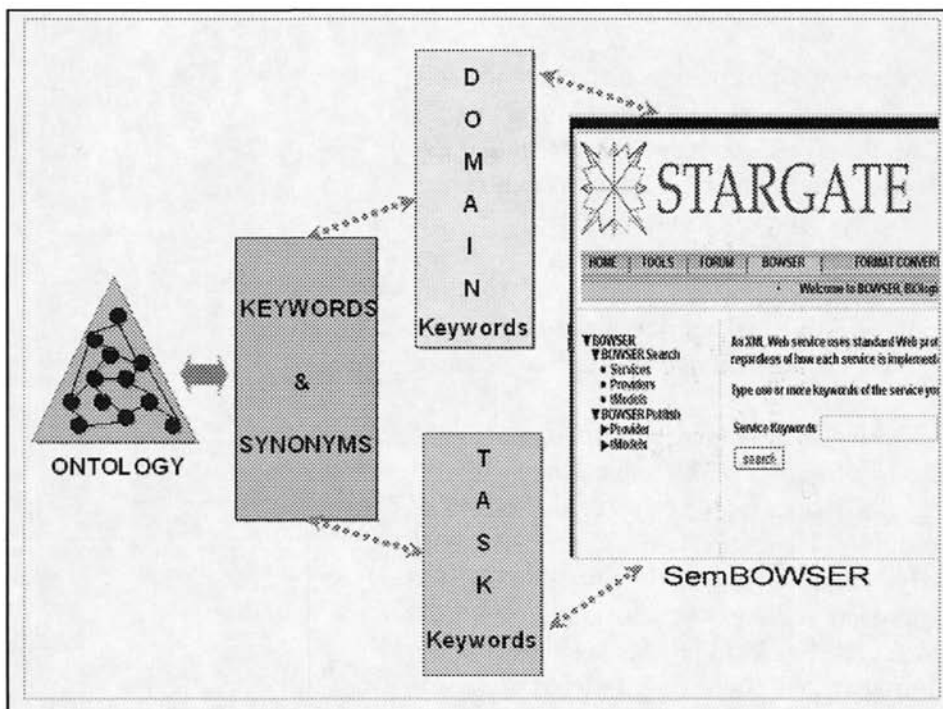 ONTOLOGY
KEYWORDS
&
SYNONYMS
D
O
M
A
I
N
Keywords
T
A
S
K
Keywords
STARGATE
HOME | TOOLS | FORUM | BOWSER | FORMAT CONVERT
• Welcome to BOWSER, BIOlogi
▼BOWSER
▼BOWSER Search
• Services
• Providers
• tModels
▼BOWSER Publish
▶Provider
▶tModels
An XML Web service uses standard Web prot
regardless of how each service is implement
Type one or more keywords of the service you
Service Keywords
search
SemBOWSER